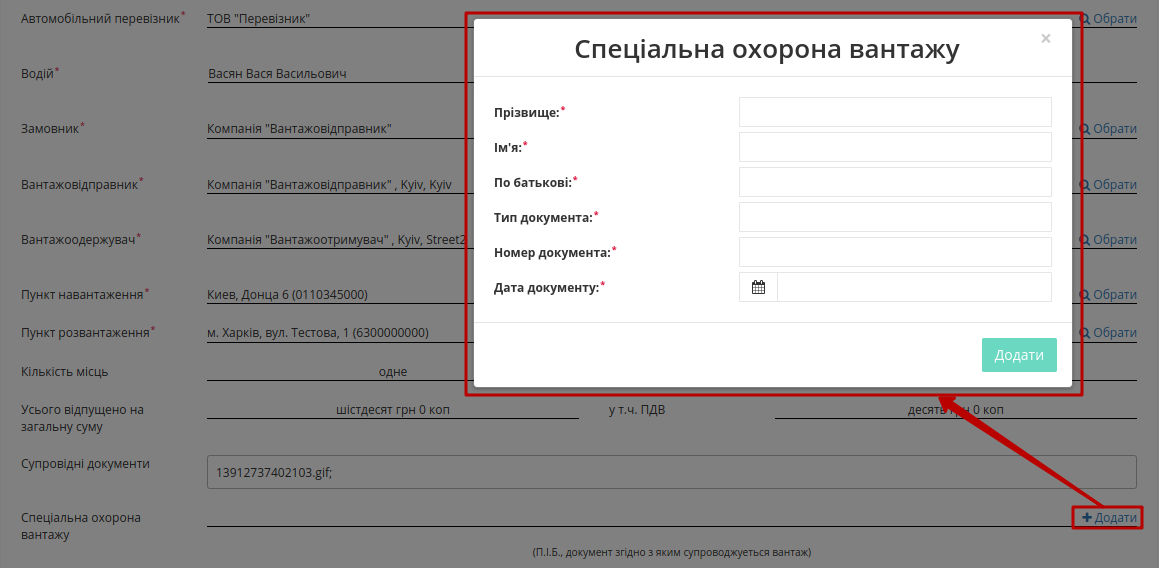 Автомобільний перевізник* ТОВ "Перевізник" Обрати
Водій* Васян Вася Васильович
Замовник* Компанія "Вантажовідправник" Обрати
Вантажовідправник* Компанія "Вантажовідправник" , Kyiv, Kyiv Обрати
Вантажоодержувач* Компанія "Вантажоотримувач" , Kyiv, Street2 Обрати
Пункт навантаження* Киев, Донца 6 (0110345000) Обрати
Пункт розвантаження* м. Харків, вул. Тестова, 1 (6300000000) Обрати
Кількість місць одне
Усього відпущено на
загальну суму
шістдесят грн 0 коп у т.ч. ПДВ десять грн 0 коп
Супровідні документи 13912737402103.gif;
Спеціальна охорона
вантажу
+ Додати
(П.І.Б., документ згідно з яким супроводжується вантаж)
Спеціальна охорона вантажу ×
Прізвище:*
Ім'я:*
По батькові:*
Тип документа:*
Номер документа:*
Дата документу:*
Додати